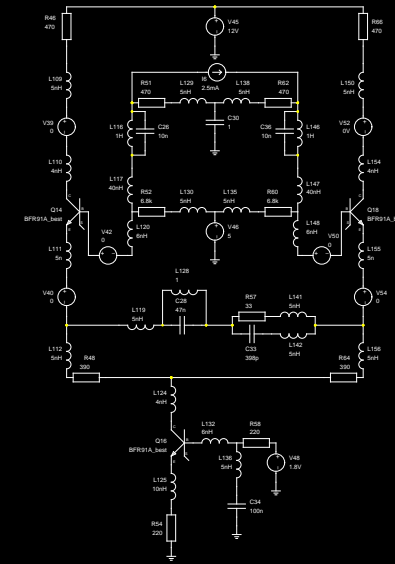 R46
470
V45
12V
R66
470
L109
5nH
R51
470
L129
5nH
I6
2.5mA
L138
5nH
R62
470
L150
5nH
V39
0
L116
1H
C26
10n
C30
1
C36
10n
L146
1H
V52
0V
L110
4nH
L117
40nH
R52
6.8k
L130
5nH
L135
5nH
R60
6.8k
L147
40nH
L154
4nH
Q14
BFR91A_best
V42
0
L120
6nH
V46
5
L148
6nH
V50
0
Q18
BFR91A_b
L111
5n
L155
5n
V40
0
L128
1
V54
0
L119
5nH
C28
47n
R57
33
L141
5nH
C33
398p
L142
5nH
L112
5nH
R48
390
R64
390
L156
5nH
L124
4nH
Q16
BFR91A_best
L132
6nH
R58
220
L136
5nH
V48
1.8V
L125
10nH
C34
100n
R54
220